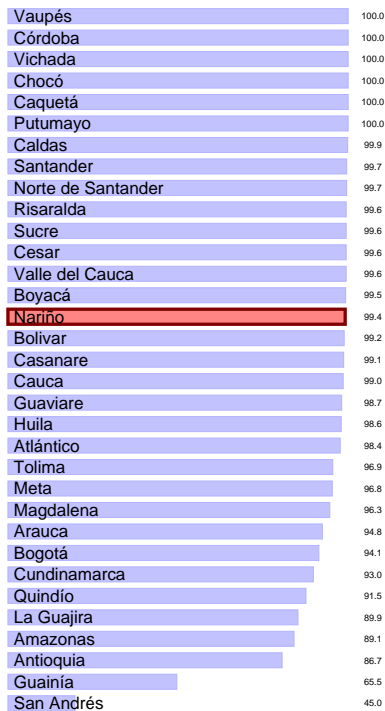 Vaupés 100.0
Córdoba 100.0
Vichada 100.0
Chocó 100.0
Caquetá 100.0
Putumayo 100.0
Caldas 99.9
Santander 99.7
Norte de Santander 99.7
Risaralda 99.6
Sucre 99.6
Cesar 99.6
Valle del Cauca 99.6
Boyacá 99.5
Nariño 99.4
Bolivar 99.2
Casanare 99.1
Cauca 99.0
Guaviare 98.7
Huila 98.6
Atlántico 98.4
Tolima 96.9
Meta 96.8
Magdalena 96.3
Arauca 94.8
Bogotá 94.1
Cundinamarca 93.0
Quindío 91.5
La Guajira 89.9
Amazonas 89.1
Antioquia 86.7
Guainía 65.5
San Andrés 45.0